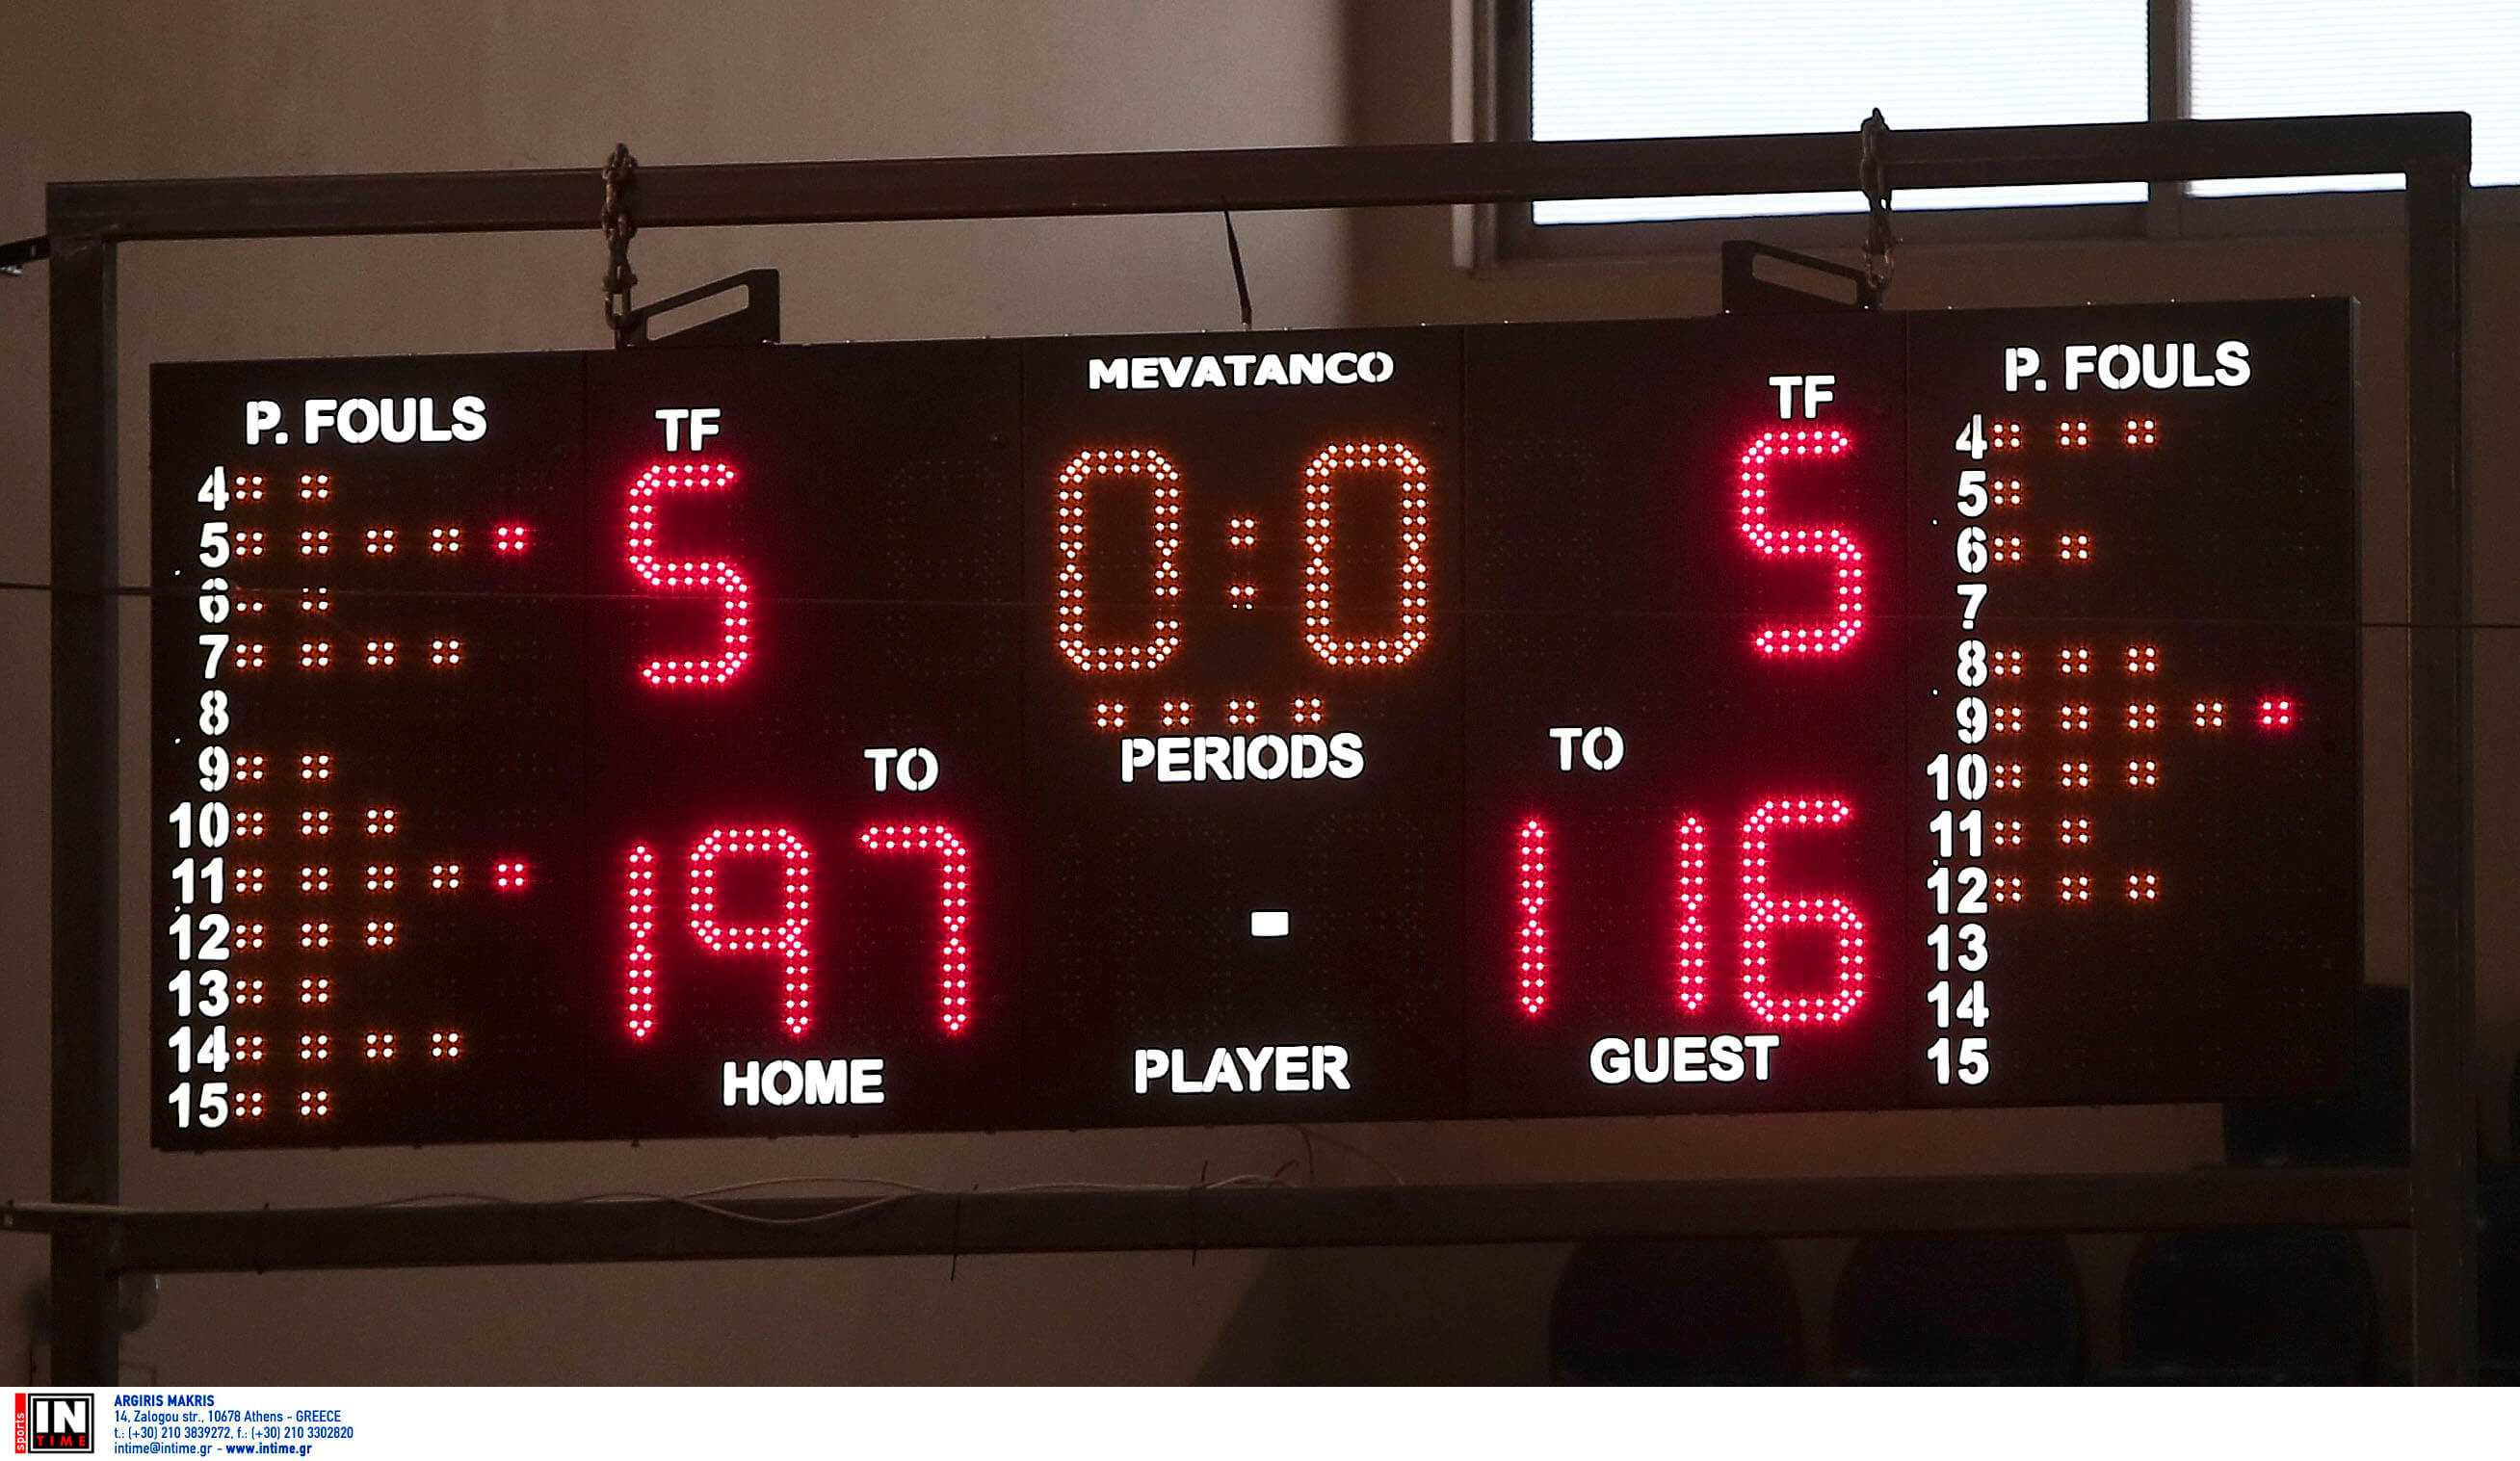 MEVATANCO
P. FOULS
4
5
6
7
8
9
10
11
12
13
14
15
TF
5
TO
197
HOME
0:0
PERIODS
PLAYER
TF
5
TO
116
GUEST
P. FOULS
4
5
6
7
8
9
10
11
12
13
14
15
sports
IN
TIME
ARGIRIS MAKRIS
14, Zalogou str., 10678 Athens - GREECE
t.: (+30) 210 3839272, f.: (+30) 210 3302820
intime@intime.gr - www.intime.gr